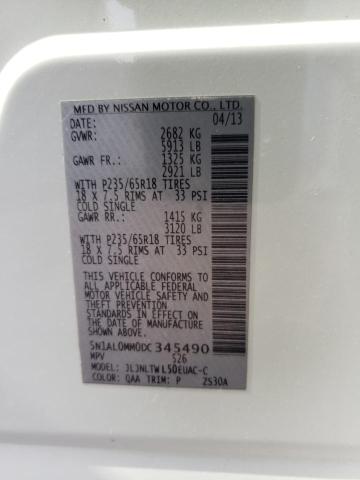 MFD BY NISSAN MOTOR CO., LTD.
DATE: 04/13
GVWR: 2682 KG
5913 LB
GAWR FR.: 1325 KG
2921 LB
WITH P235/65R18 TIRES
18 X 7.5 RIMS AT 33 PSI
COLD SINGLE
GAWR RR.: 1415 KG
3120 LB
WITH P235/65R18 TIRES
18 X 7.5 RIMS AT 33 PSI
COLD SINGLE
THIS VEHICLE CONFORMS TO
ALL APPLICABLE FEDERAL
MOTOR VEHICLE SAFETY
AND THEFT PREVENTION
STANDARDS IN EFFECT ON
THE DATE OF MANUFACTURE
SHOWN ABOVE.
5N1AL0MM0DC345490
MPV S26
MODEL: JLJNLTWL50EUAC-C
COLOR: QAA TRIM: P ZS30A